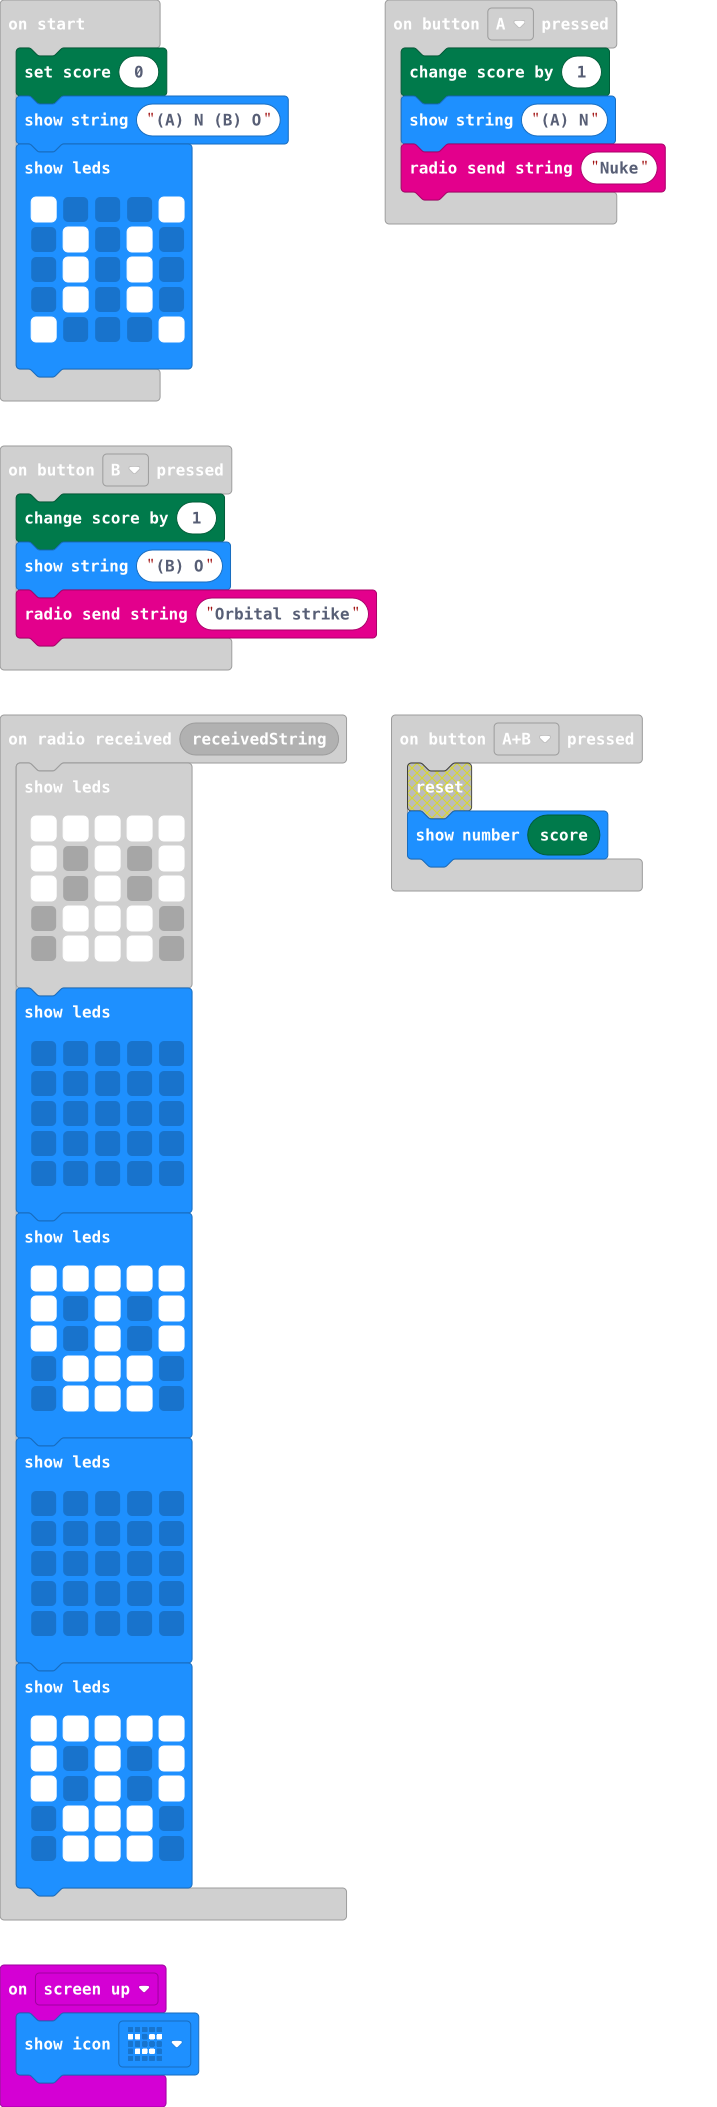 on start
set score 0
show string "(A) N (B) O"
show leds
on button A pressed
change score by 1
show string "(A) N"
radio send string "Nuke"
on button B pressed
change score by 1
show string "(B) O"
radio send string "Orbital strike"
on radio received receivedString
show leds
show leds
show leds
show leds
show leds
on button A+B pressed
reset
show number score
on screen up
show icon